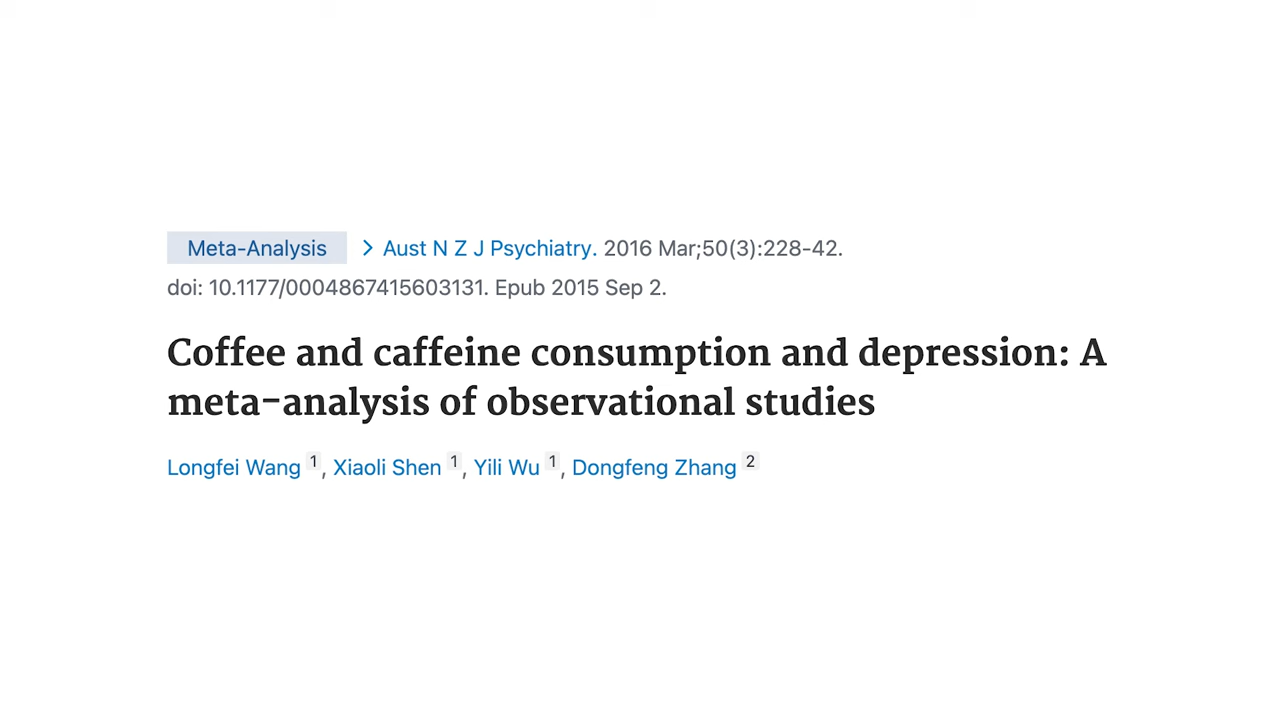 Meta-Analysis > Aust N Z J Psychiatry. 2016 Mar;50(3):228-42.
doi: 10.1177/0004867415603131. Epub 2015 Sep 2.
Coffee and caffeine consumption and depression: A
meta-analysis of observational studies
Longfei Wang 1, Xiaoli Shen 1, Yili Wu 1, Dongfeng Zhang 2